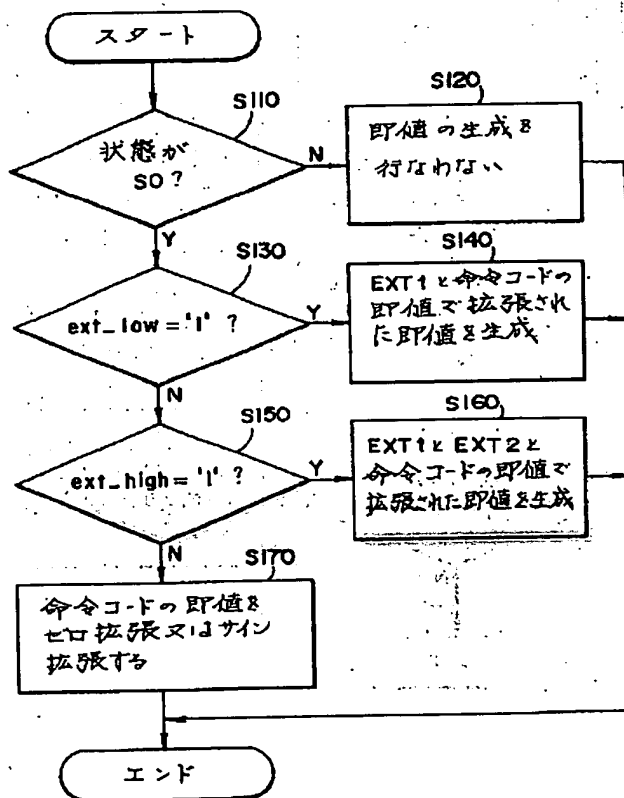 スタート
S110
状態が
S0?
N
S120
即値の生成を
行なわない
Y
S130
ext_low='1' ?
Y
S140
EXT1と命令コードの
即値で拡張され
た即値を生成
N
S150
ext_high='1' ?
Y
S160
EXT1とEXT2と
命令コードの即値で
拡張された即値を生成
N
S170
命令コードの即値を
ゼロ拡張又はサイン
拡張する
エンド